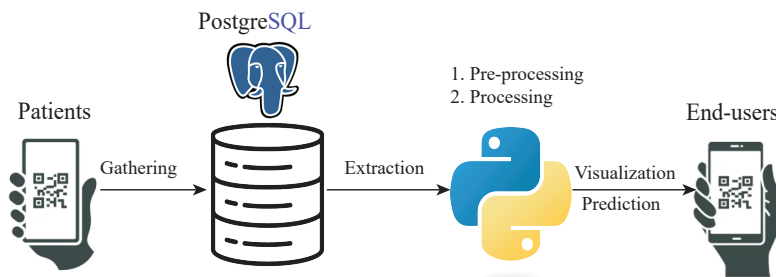 PostgreSQL
1. Pre-processing
2. Processing
Patients
End-users
Gathering
Extraction
Visualization
Prediction